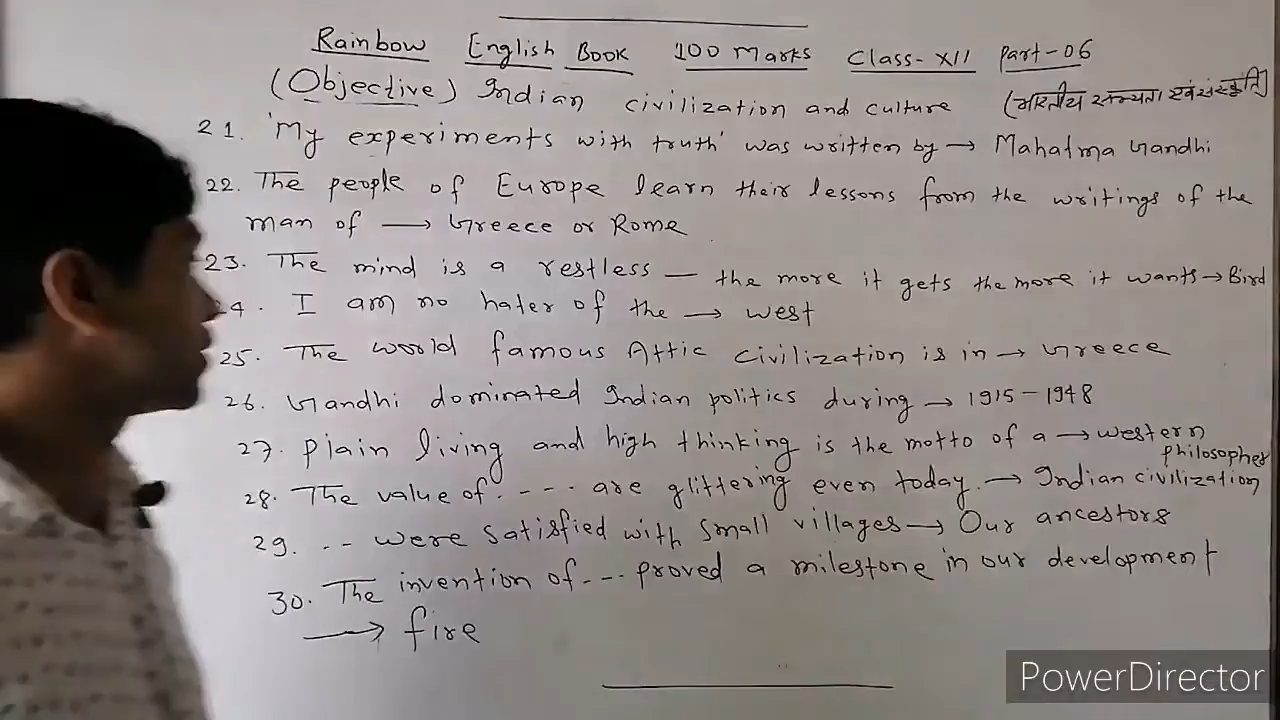 Rainbow English Book 100 Marks Class-XII Part-06
(Objective) Indian civilization and culture (भारतीय सभ्यता एवं संस्कृति)
21. 'My experiments with truth' was written by → Mahatma Gandhi
22. The people of Europe learn their lessons from the writings of the
man of → Greece or Rome
23. The mind is a restless — the more it gets the more it wants → Bird
24. I am no hater of the → west
25. The world famous Attic civilization is in → Greece
26. Gandhi dominated Indian politics during → 1915-1948
27. Plain living and high thinking is the motto of a → western
philosopher
28. The value of ---- are glittering even today. → Indian civilization
29. -- were satisfied with small villages → Our ancestors
30. The invention of --- proved a milestone in our development
→ fire
PowerDirector